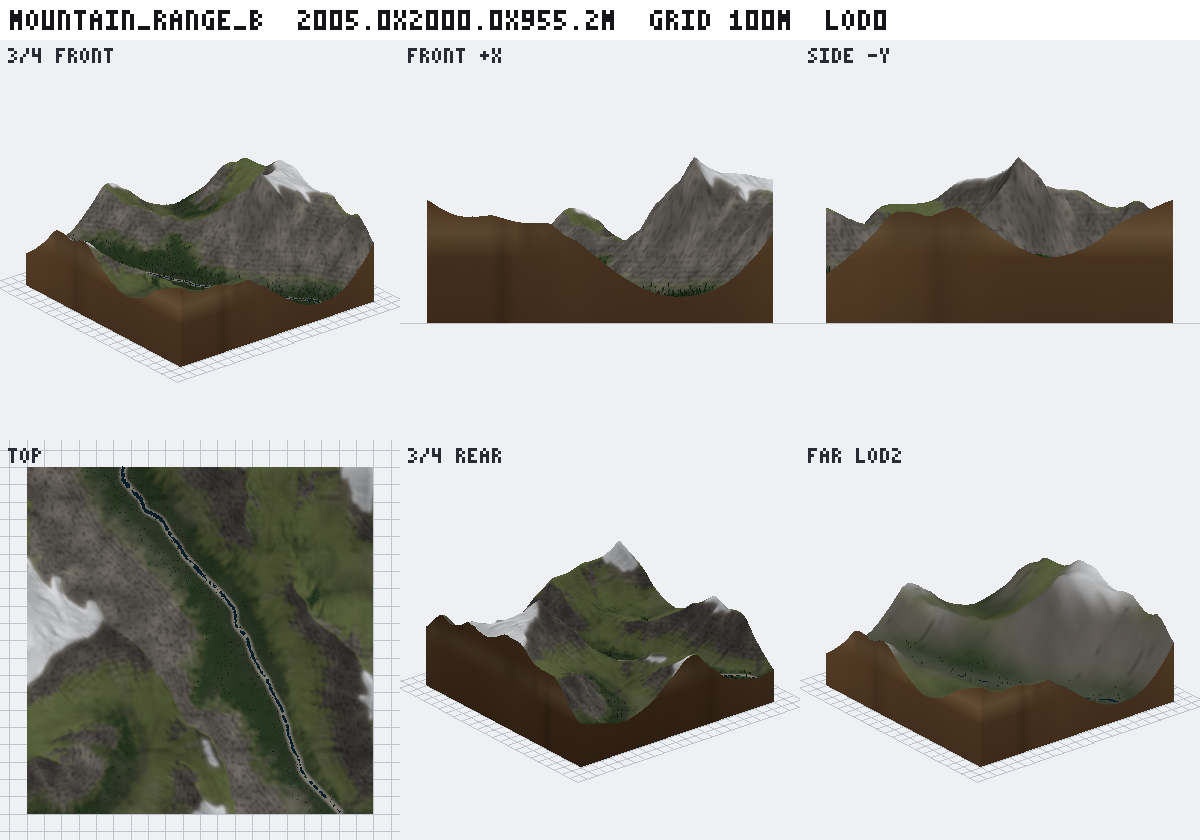 MOUNTAIN_RANGE_B  2005.0X2000.0X955.2M  GRID 100M  LOD0
3/4 FRONT
FRONT +X
SIDE -Y
TOP
3/4 REAR
FAR LOD2